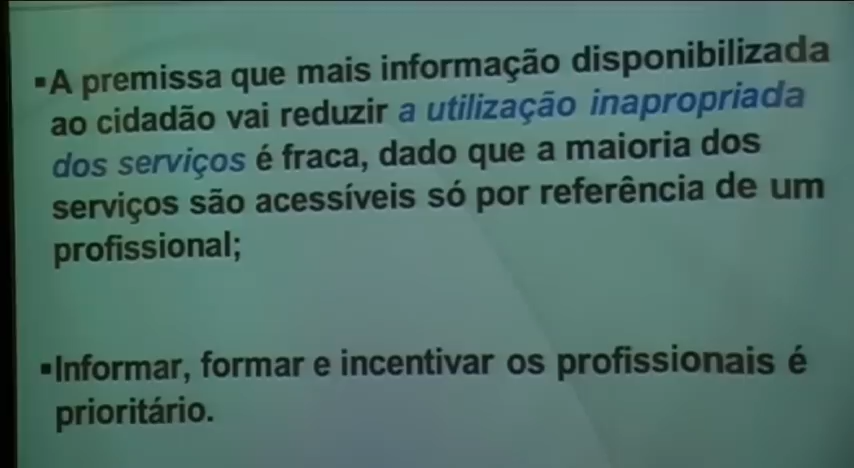 ▪A premissa que mais informação disponibilizada
ao cidadão vai reduzir a utilização inapropriada
dos serviços é fraca, dado que a maioria dos
serviços são acessíveis só por referência de um
profissional;
▪Informar, formar e incentivar os profissionais é
prioritário.